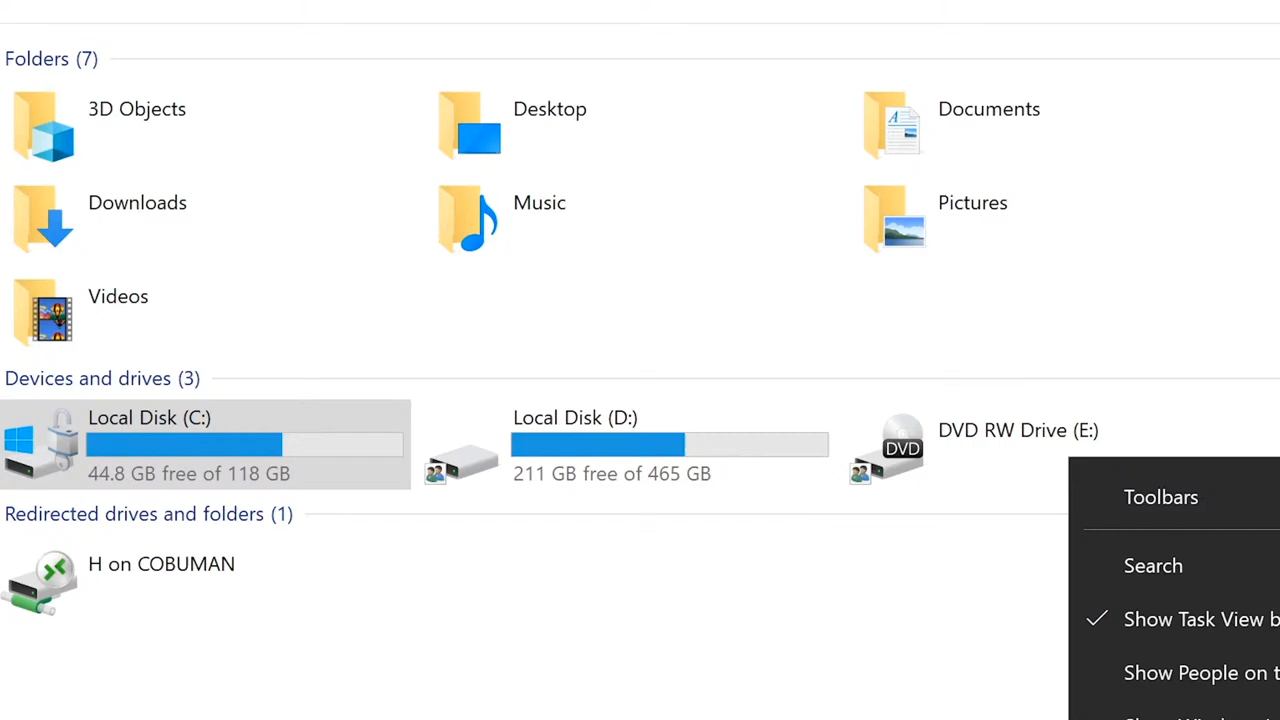 Folders (7)
3D Objects
Desktop
Documents
Downloads
Music
Pictures
Videos
Devices and drives (3)
Local Disk (C:)
44.8 GB free of 118 GB
Local Disk (D:)
211 GB free of 465 GB
DVD RW Drive (E:)
DVD
Redirected drives and folders (1)
H on COBUMAN
Toolbars
Search
Show Task View b
Show People on t